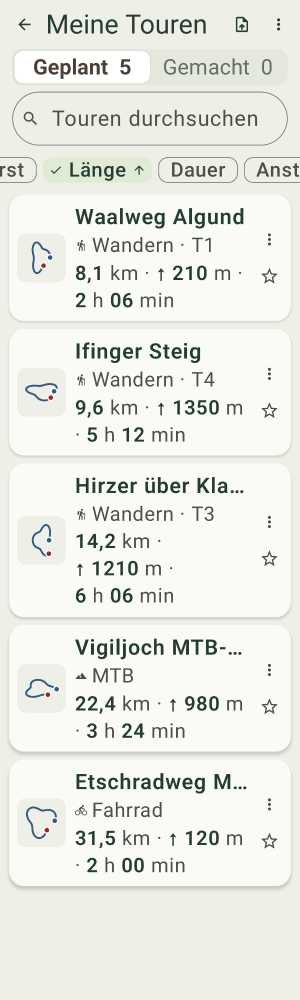 Meine Touren
Geplant 5 Gemacht 0
Touren durchsuchen
rst Länge ↑ Dauer Anst
Waalweg Algund
Wandern · T1
8,1 km · ↑ 210 m ·
2 h 06 min
Ifinger Steig
Wandern · T4
9,6 km · ↑ 1350 m
· 5 h 12 min
Hirzer über Kla…
Wandern · T3
14,2 km ·
↑ 1210 m ·
6 h 06 min
Vigiljoch MTB-…
MTB
22,4 km · ↑ 980 m
· 3 h 24 min
Etschradweg M…
Fahrrad
31,5 km · ↑ 120 m
· 2 h 00 min